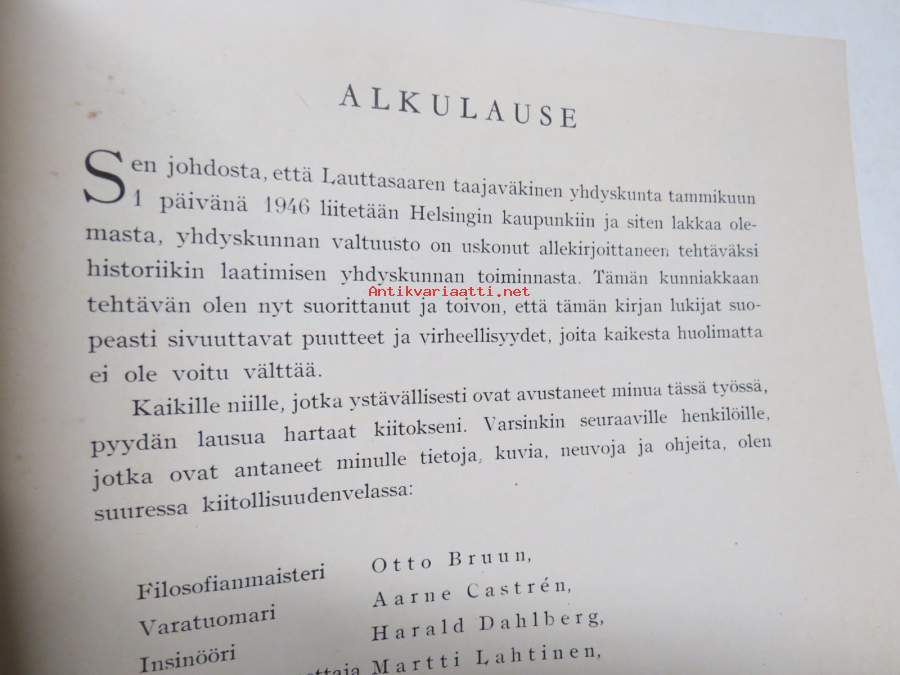 ALKULAUSE
Sen johdosta, että Lauttasaaren taajaväkinen yhdyskunta tammikuun
1 päivänä 1946 liitetään Helsingin kaupunkiin ja siten lakkaa ole-
masta, yhdyskunnan valtuusto on uskonut allekirjoittaneen tehtäväksi
historiikin laatimisen yhdyskunnan toiminnasta. Tämän kunniakkaan
Antikvariaatti.net
tehtävän olen nyt suorittanut ja toivon, että tämän kirjan lukijat suo-
peasti sivuuttavat puutteet ja virheellisyydet, joita kaikesta huolimatta
ei ole voitu välttää.
Kaikille niille, jotka ystävällisesti ovat avustaneet minua tässä työssä,
pyydän lausua hartaat kiitokseni. Varsinkin seuraaville henkilöille,
jotka ovat antaneet minulle tietoja, kuvia, neuvoja ja ohjeita, olen
suuressa kiitollisuudenvelassa:
Filosofianmaisteri Otto Bruun,
Varatuomari Aarne Castrén,
Insinööri Harald Dahlberg,
Martti Lahtinen,